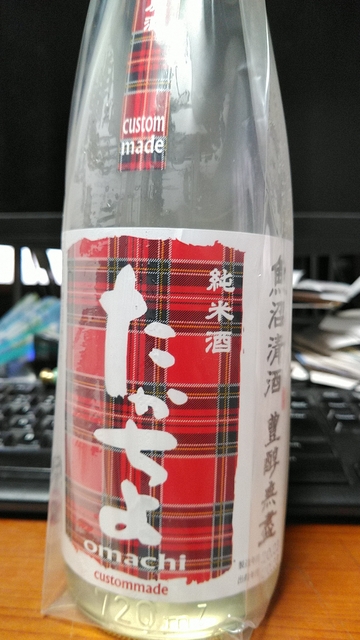 custom
made
純米酒
たかちよ
omachi
custommade
魚沼清酒 豊醇無盡
720ml